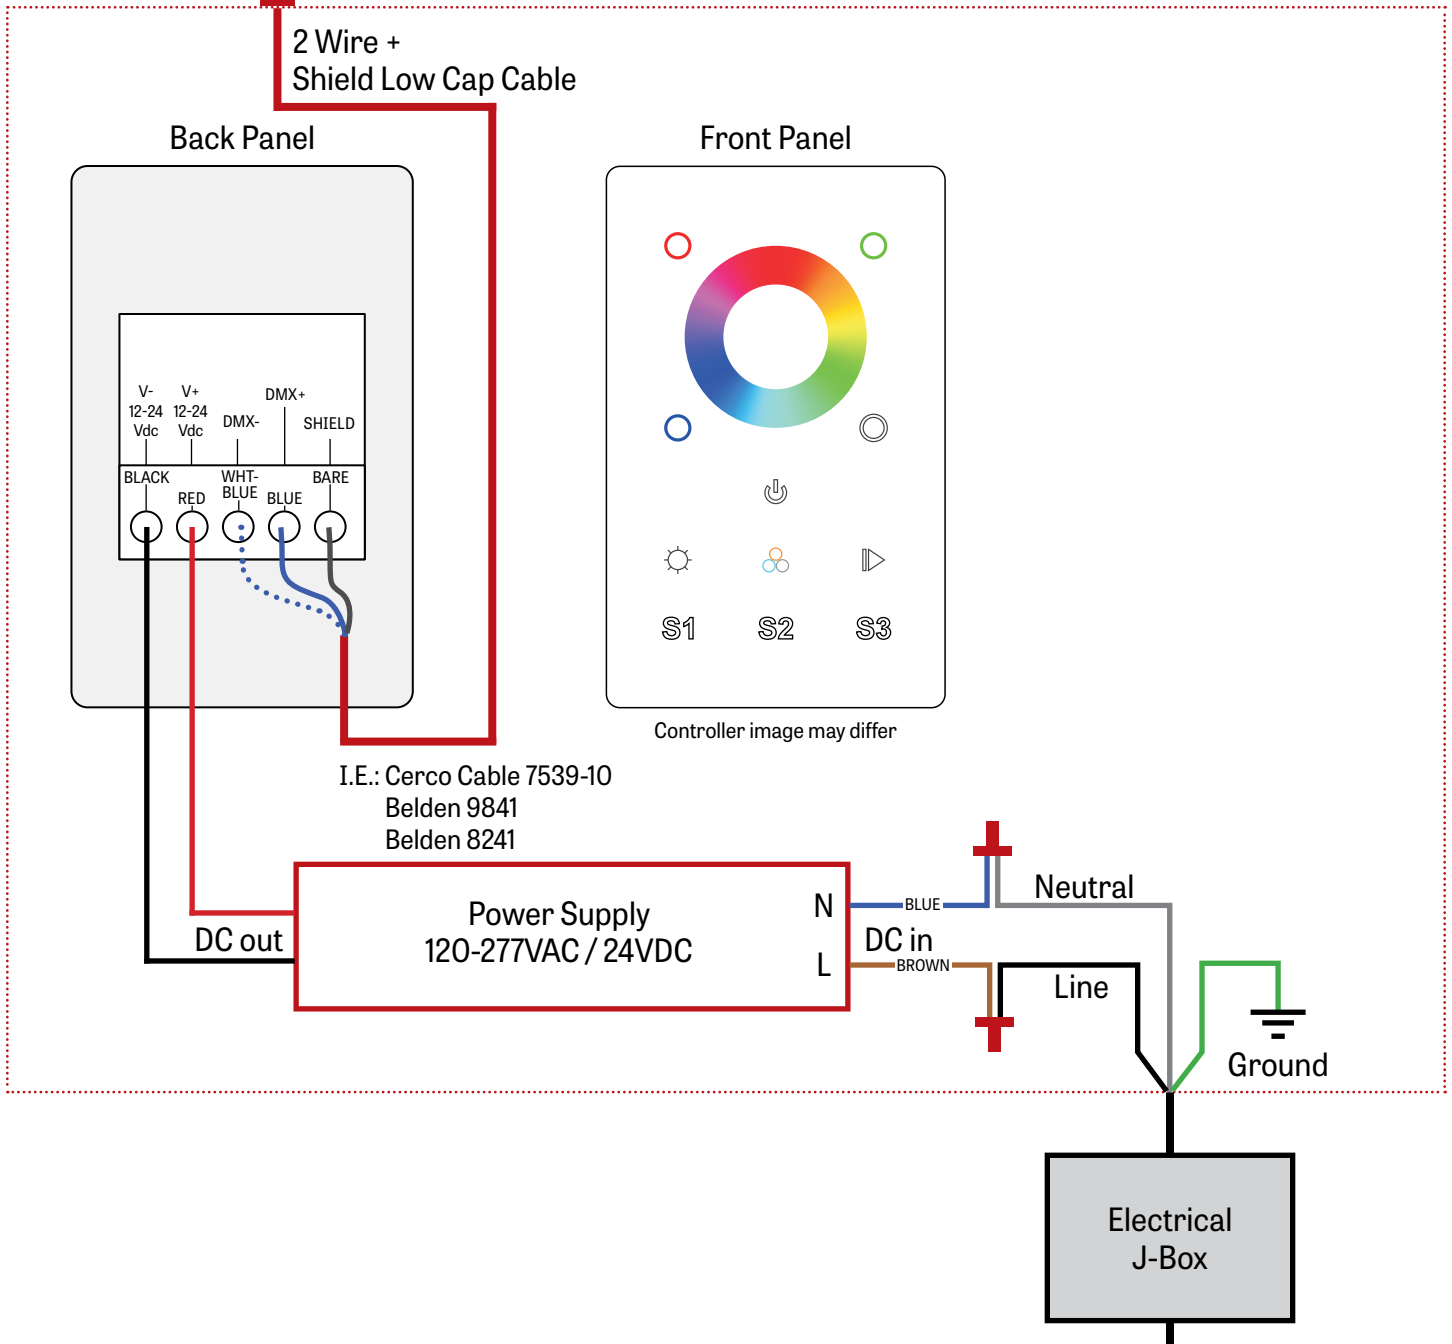 2 Wire +
Shield Low Cap Cable
Back Panel
Front Panel
V-
12-24
Vdc
V+
12-24
Vdc
DMX-
DMX+
SHIELD
BLACK
RED
WHT-
BLUE
BLUE
BARE
S1
S2
S3
Controller image may differ
I.E.: Cerco Cable 7539-10
Belden 9841
Belden 8241
Power Supply
120-277VAC / 24VDC
DC out
N
L
BLUE
DC in
BROWN
Neutral
Line
Ground
Electrical
J-Box